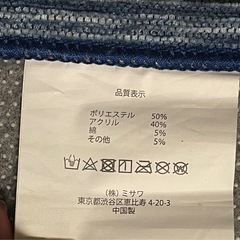 品質表示
ポリエステル 50%
アクリル 40%
綿 5%
その他 5%
(株)ミサワ
東京都渋谷区恵比寿 4-20-3
中国製